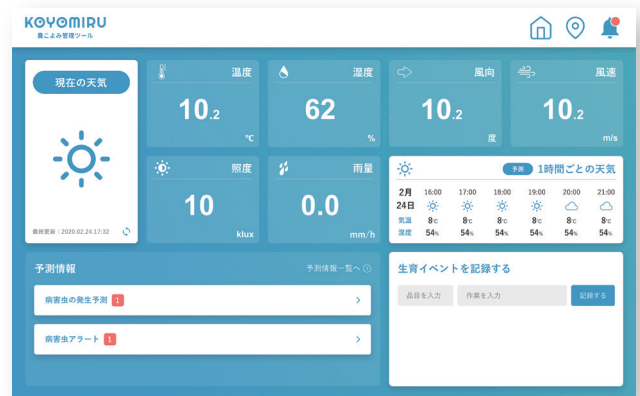 KOYOMIRU
農こよみ管理ツール
現在の天気
最終更新：2020.02.24.17:32
温度
10.2
℃
湿度
62
%
風向
10.2
度
風速
10.2
m/s
照度
10
klux
雨量
0.0
mm/h
予測 1時間ごとの天気
2月 16:00 17:00 18:00 19:00 20:00 21:00
24日
気温 8℃ 8℃ 8℃ 8℃ 8℃ 8℃
湿度 54% 54% 54% 54% 54% 54%
予測情報
予測情報一覧へ
病害虫の発生予測 1
病害虫アラート 1
生育イベントを記録する
品目を入力 作業を入力 記録する